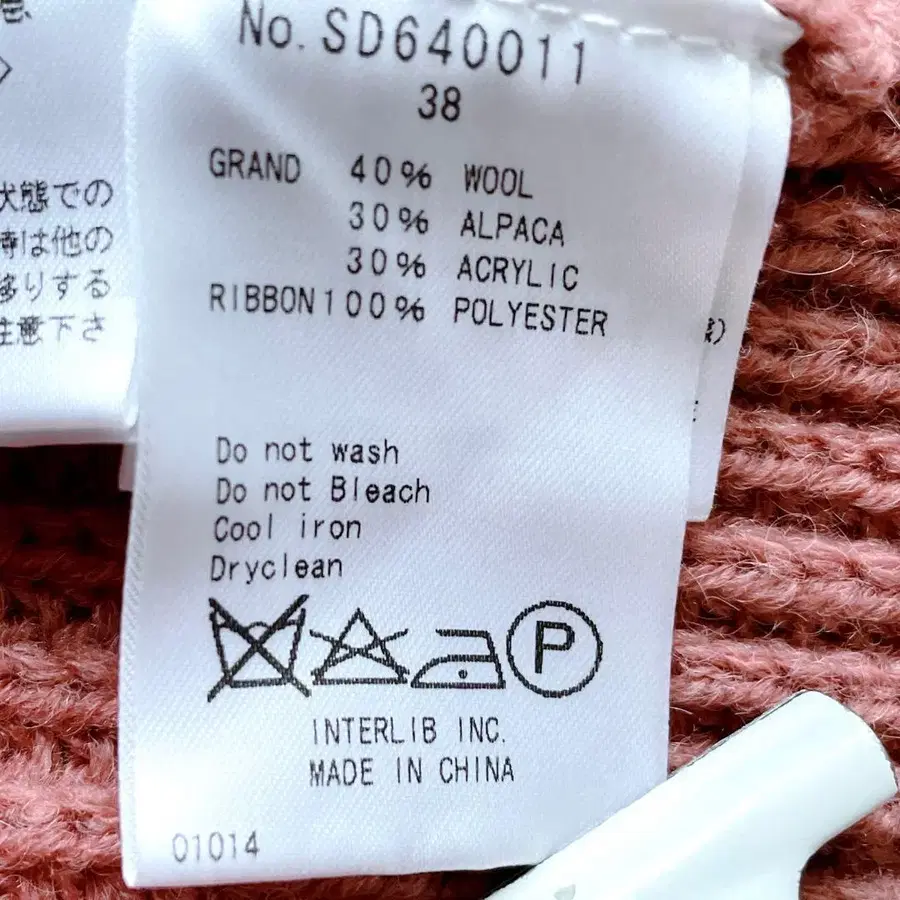 No. SD640011
38
GRAND 40% WOOL
30% ALPACA
30% ACRYLIC
RIBBON 100% POLYESTER
Do not wash
Do not Bleach
Cool iron
Dryclean
P
INTERLIB INC.
MADE IN CHINA
01014
状態での
時は他の
移りする
注意下さ